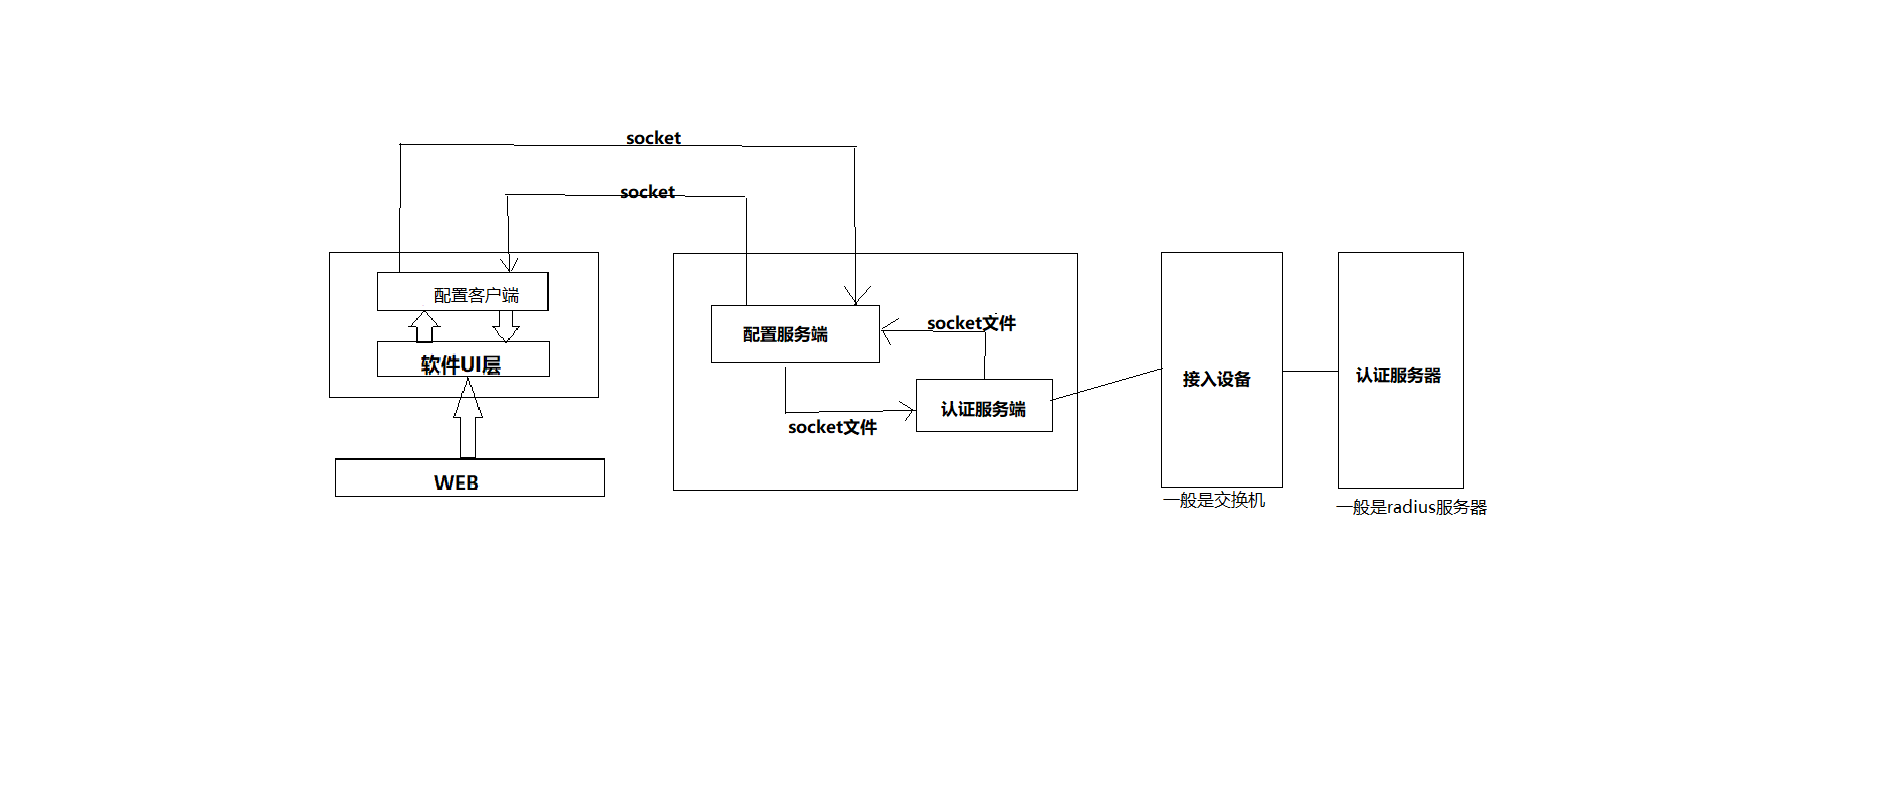 socket
socket
配置客户端
软件UI层
WEB
配置服务端
socket文件
socket文件
认证服务端
接入设备
一般是交换机
认证服务器
一般是radius服务器